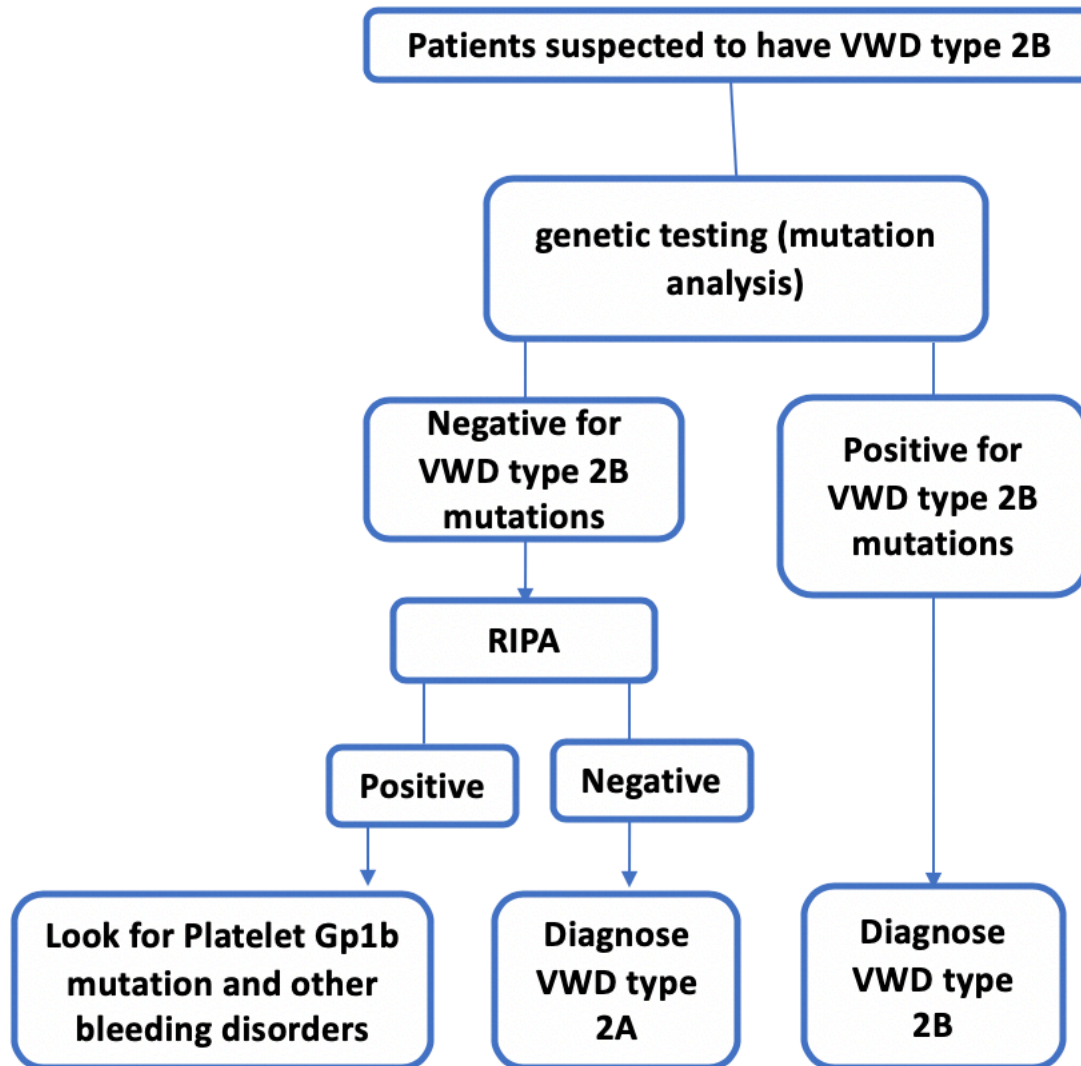 Patients suspected to have VWD type 2B
genetic testing (mutation
analysis)
Negative for
VWD type 2B
mutations
Positive for
VWD type 2B
mutations
RIPA
Positive
Negative
Look for Platelet Gp1b
mutation and other
bleeding disorders
Diagnose
VWD type
2A
Diagnose
VWD type
2B